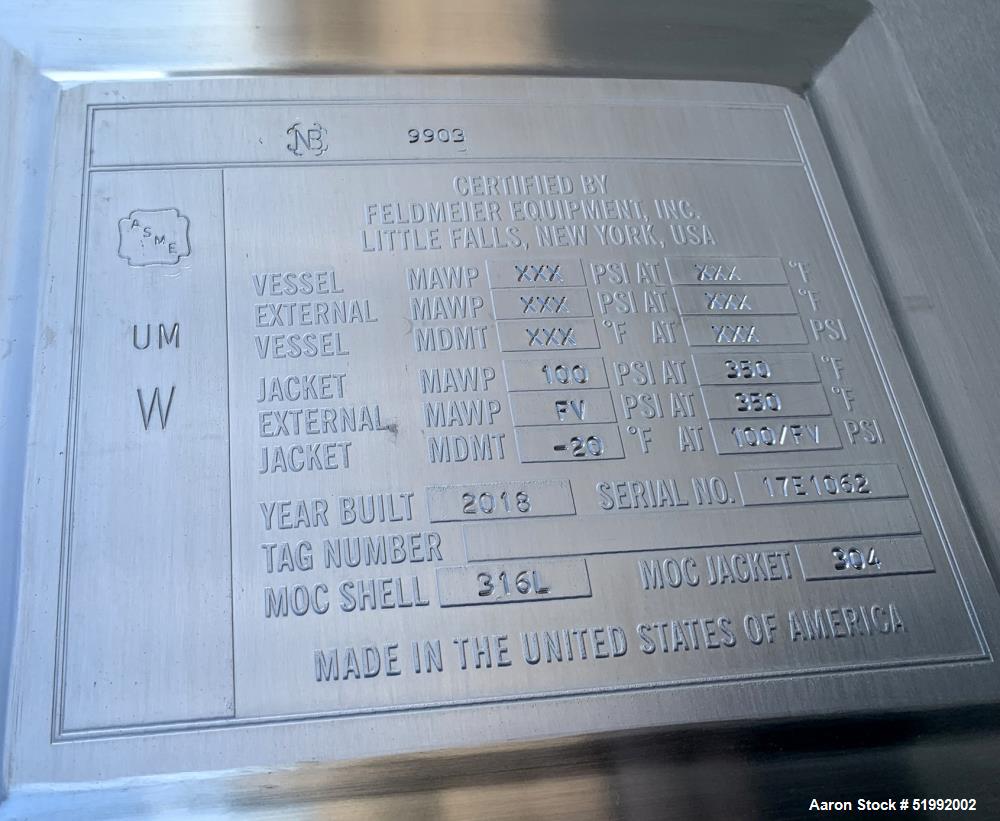 NB 9903
CERTIFIED BY
FELDMEIER EQUIPMENT, INC.
LITTLE FALLS, NEW YORK, USA
ASME
UM
W
VESSEL MAWP XXX PSI AT XXX °F
EXTERNAL MAWP XXX PSI AT XXX °F
VESSEL MDMT XXX °F AT XXX PSI
JACKET MAWP 100 PSI AT 350 °F
EXTERNAL MAWP FV PSI AT 350 °F
JACKET MDMT -20 °F AT 100/FV PSI
YEAR BUILT 2018 SERIAL NO. 17E1062
TAG NUMBER
MOC SHELL 316L MOC JACKET 304
MADE IN THE UNITED STATES OF AMERICA
Aaron Stock # 51992002